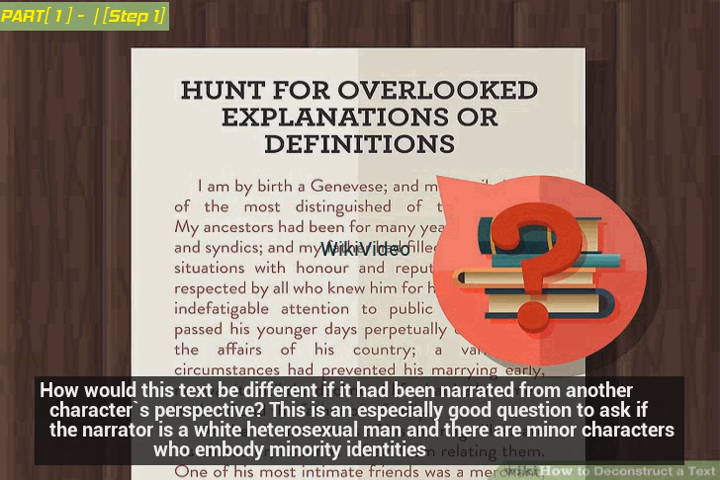 PART[ 1 ] - | [Step 1]
HUNT FOR OVERLOOKED
EXPLANATIONS OR
DEFINITIONS
I am by birth a Genevese; and
of the most distinguished of
My ancestors had been for many
and syndics; and my father had filled
WikiVideo
situations with honour and
respected by all who knew him for
indefatigable attention to public
passed his younger days perpetually
the affairs of his country; a
circumstances had prevented his marrying early,
How would this text be different if it had been narrated from another
character`s perspective? This is an especially good question to ask if
the narrator is a white heterosexual man and there are minor characters
who embody minority identities
relating them.
One of his most intimate friends was a
wikiHow to Deconstruct a Text